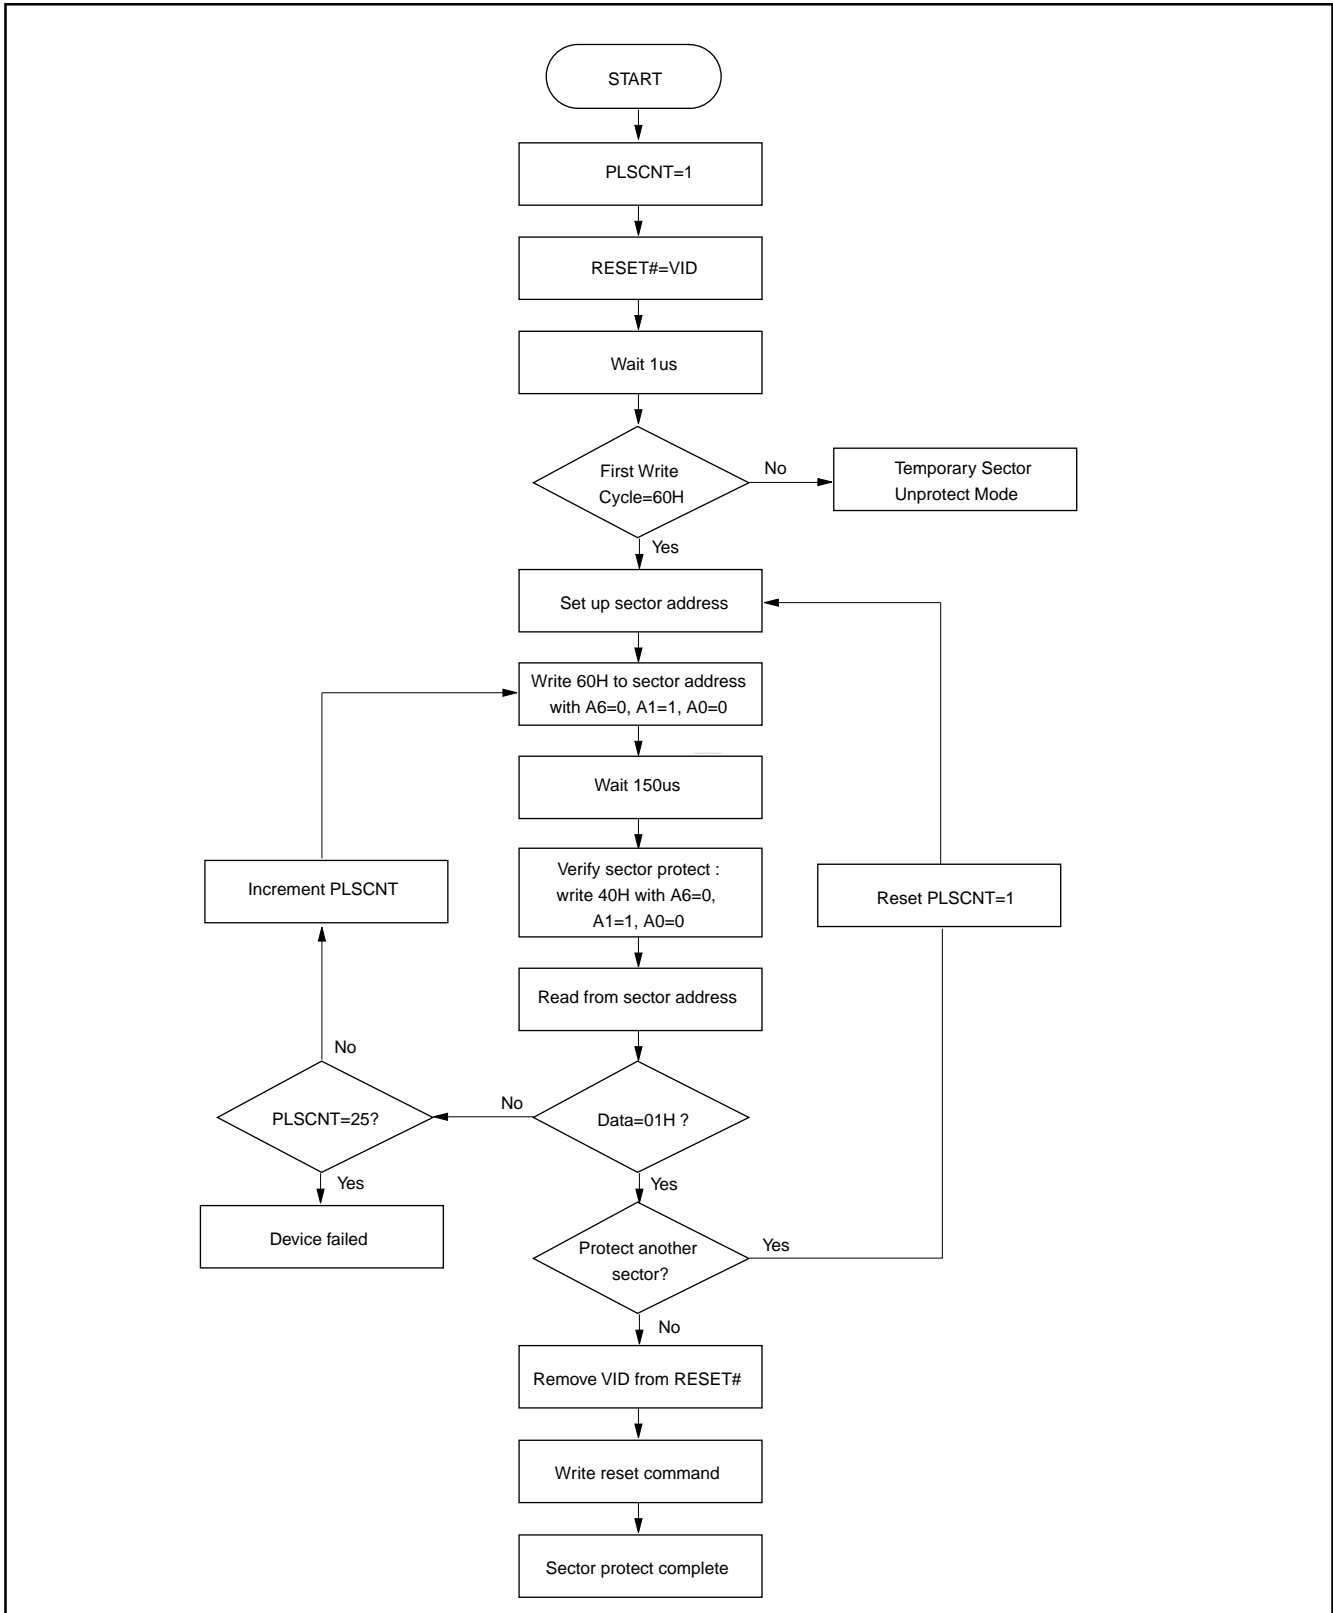 START
PLSCNT=1
RESET#=VID
Wait 1us
First Write
Cycle=60H
No
Temporary Sector
Unprotect Mode
Yes
Set up sector address
Write 60H to sector address
with A6=0, A1=1, A0=0
Wait 150us
Verify sector protect :
write 40H with A6=0,
A1=1, A0=0
Increment PLSCNT
Reset PLSCNT=1
Read from sector address
No
PLSCNT=25?
No
Data=01H ?
Yes
Yes
Device failed
Protect another
sector?
Yes
No
Remove VID from RESET#
Write reset command
Sector protect complete